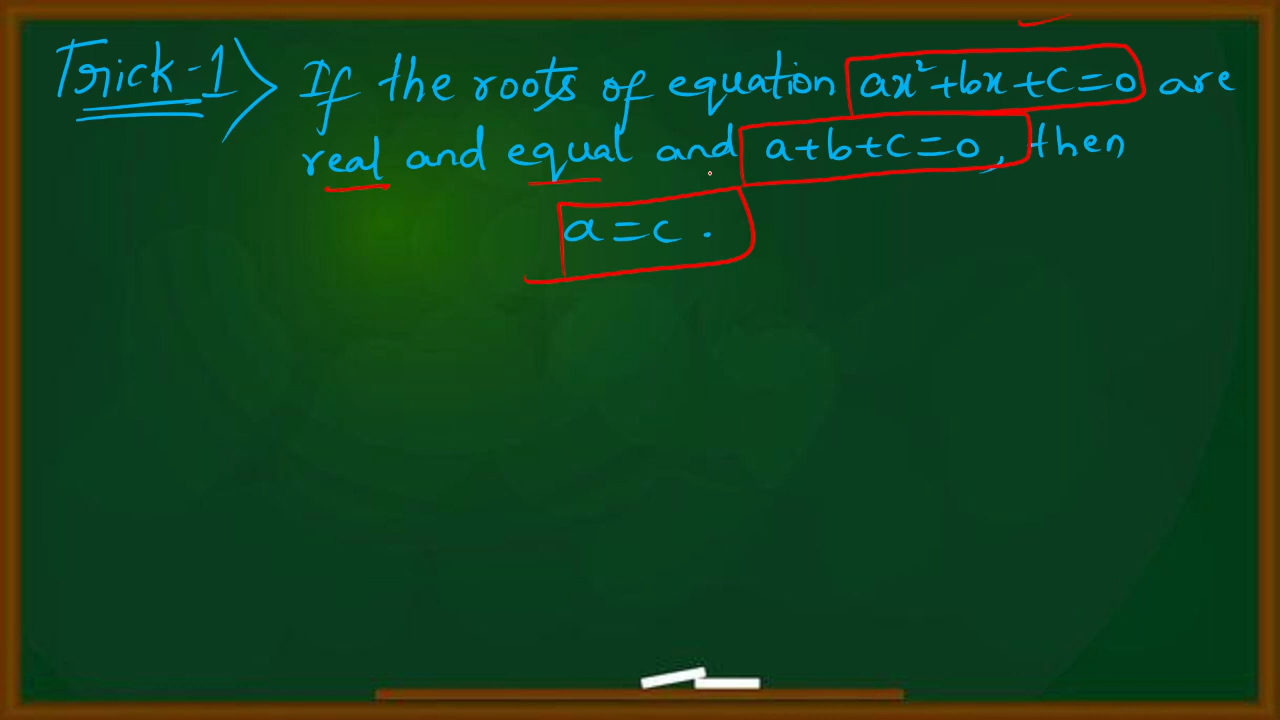 Trick-1> If the roots of equation ax²+bx+c=0 are
real and equal and a+b+c=0, then
a=c.